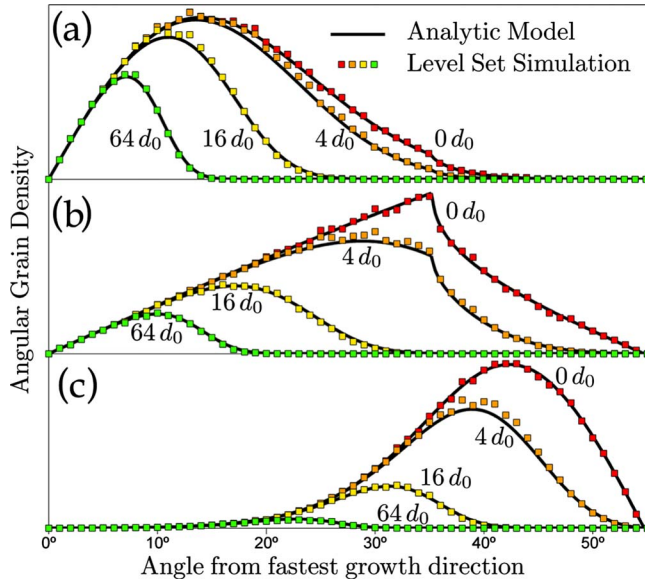 (a)
Analytic Model
Level Set Simulation
64 d₀
16 d₀
4 d₀
0 d₀
Angular Grain Density
(b)
0 d₀
4 d₀
16 d₀
64 d₀
(c)
0 d₀
4 d₀
16 d₀
64 d₀
0 10° 20° 30° 40° 50°
Angle from fastest growth direction